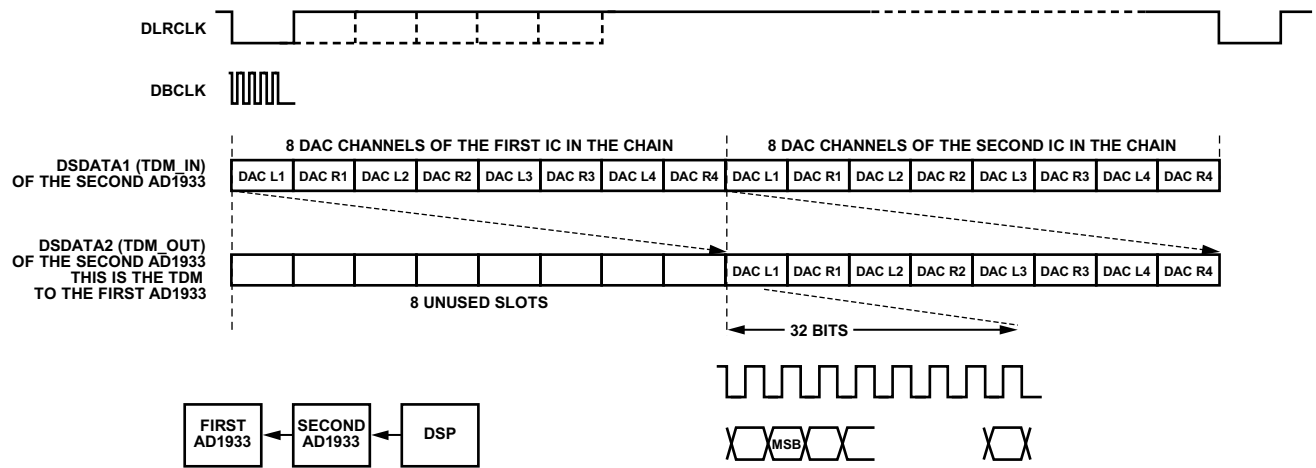 DLRCLK
DBCLK
8 DAC CHANNELS OF THE FIRST IC IN THE CHAIN
8 DAC CHANNELS OF THE SECOND IC IN THE CHAIN
DSDATA1 (TDM_IN)
OF THE SECOND AD1933
DAC L1 DAC R1 DAC L2 DAC R2 DAC L3 DAC R3 DAC L4 DAC R4 DAC L1 DAC R1 DAC L2 DAC R2 DAC L3 DAC R3 DAC L4 DAC R4
DSDATA2 (TDM_OUT)
OF THE SECOND AD1933
THIS IS THE TDM
TO THE FIRST AD1933
DAC L1 DAC R1 DAC L2 DAC R2 DAC L3 DAC R3 DAC L4 DAC R4
8 UNUSED SLOTS
32 BITS
FIRST
AD1933
SECOND
AD1933
DSP
MSB